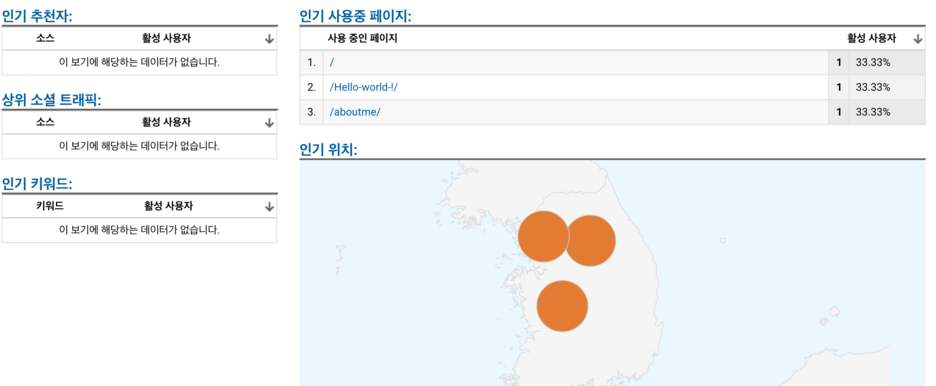 인기 추천자:
소스 활성 사용자
이 보기에 해당하는 데이터가 없습니다.
상위 소셜 트래픽:
소스 활성 사용자
이 보기에 해당하는 데이터가 없습니다.
인기 키워드:
키워드 활성 사용자
이 보기에 해당하는 데이터가 없습니다.
인기 사용중 페이지:
사용 중인 페이지 활성 사용자
1. / 1 33.33%
2. /Hello-world-!/ 1 33.33%
3. /aboutme/ 1 33.33%
인기 위치: